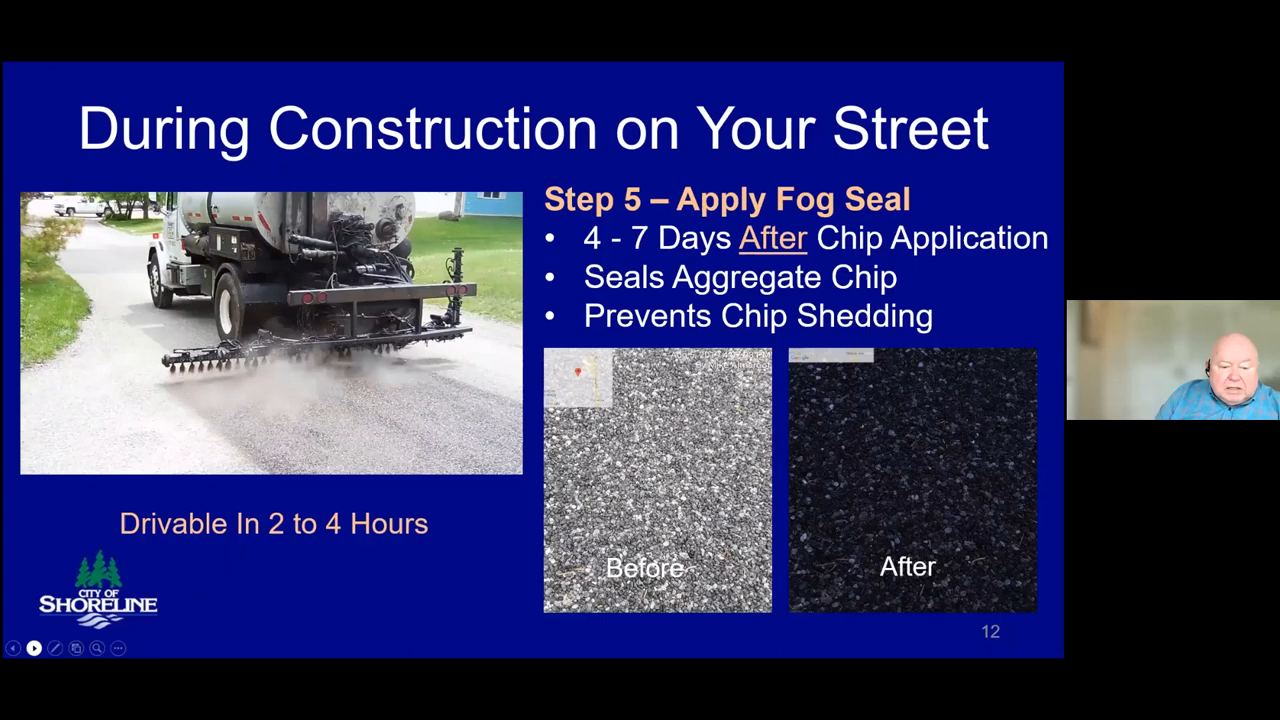 During Construction on Your Street
Step 5 – Apply Fog Seal
• 4 - 7 Days After Chip Application
• Seals Aggregate Chip
• Prevents Chip Shedding
Before
After
Drivable In 2 to 4 Hours
CITY OF
SHORELINE
12